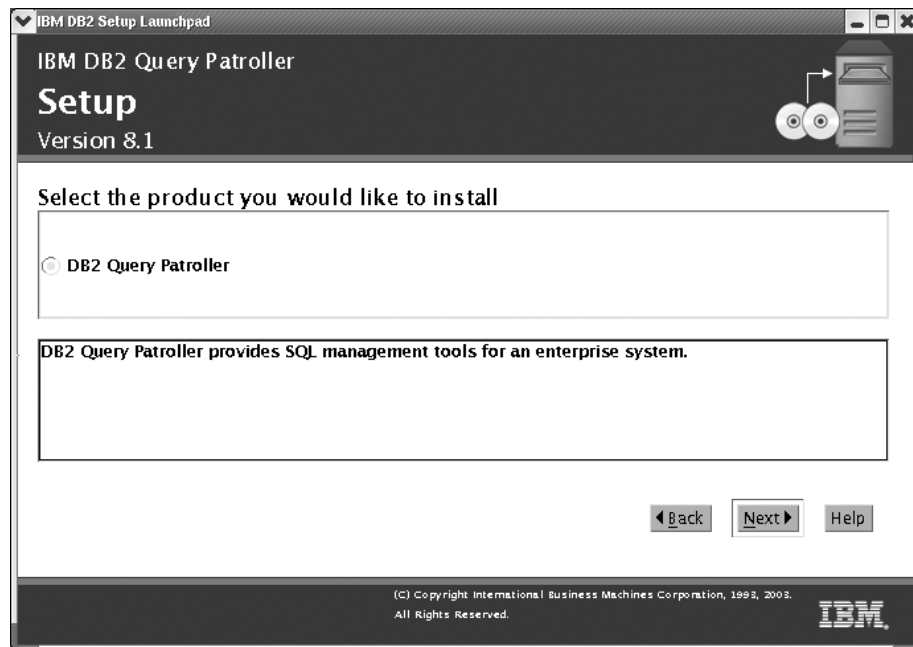 IBM DB2 Setup Launchpad
IBM DB2 Query Patroller
Setup
Version 8.1
Select the product you would like to install
DB2 Query Patroller
DB2 Query Patroller provides SQL management tools for an enterprise system.
Back
Next
Help
(C) Copyright International Business Machines Corporation, 1993, 2003.
All Rights Reserved.
IBM.